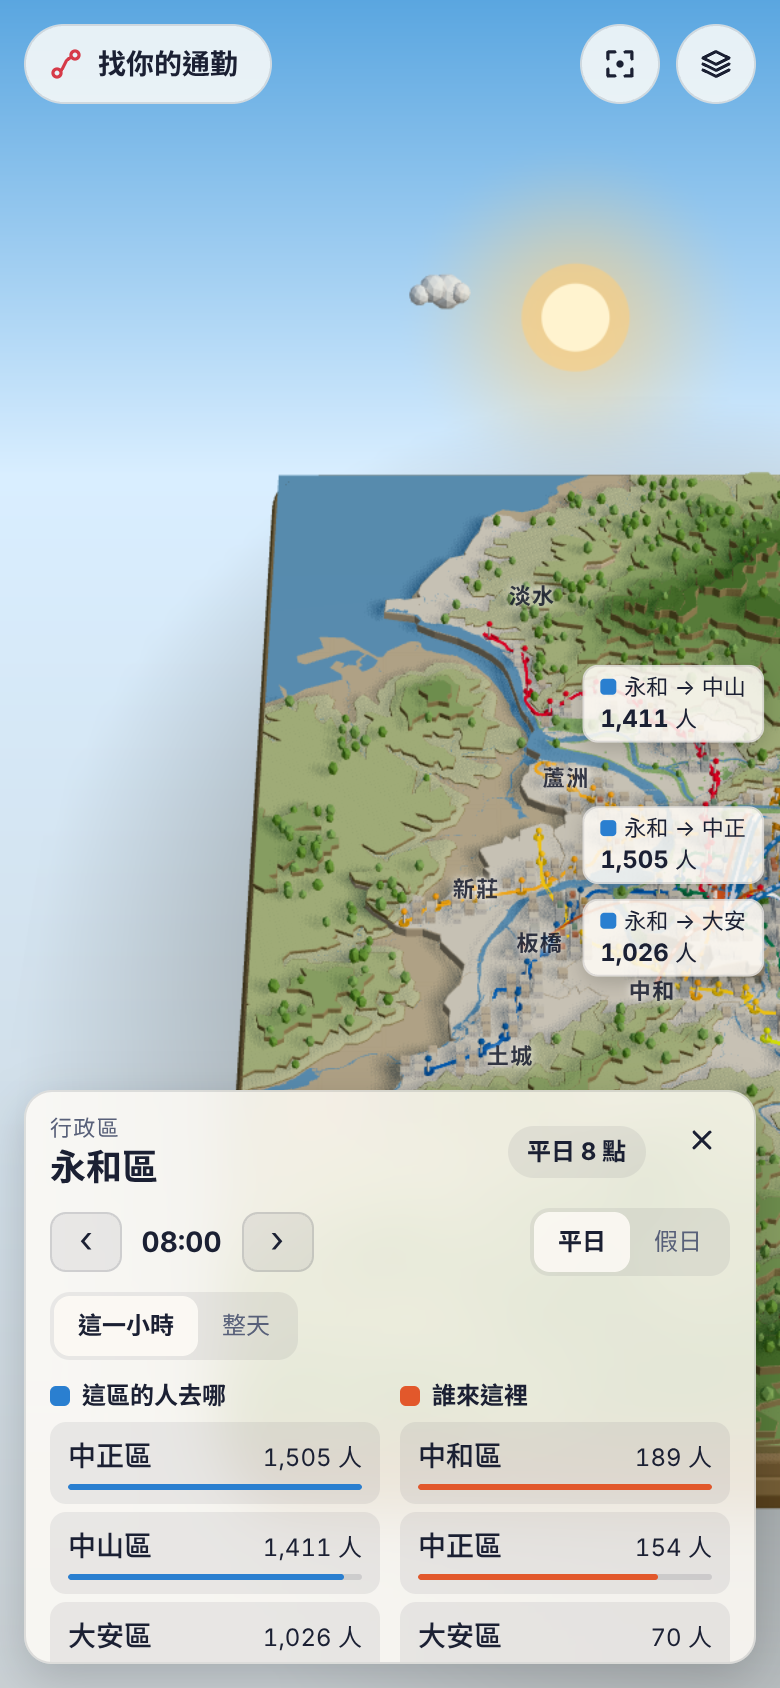 找你的通勤
淡水
永和 → 中山
1,411 人
蘆洲
永和 → 中正
1,505 人
新莊
永和 → 大安
1,026 人
板橋
中和
土城
行政區
永和區
平日 8 點
08:00
平日
假日
這一小時
整天
這區的人去哪
誰來這裡
中正區 1,505 人
中和區 189 人
中山區 1,411 人
中正區 154 人
大安區 1,026 人
大安區 70 人